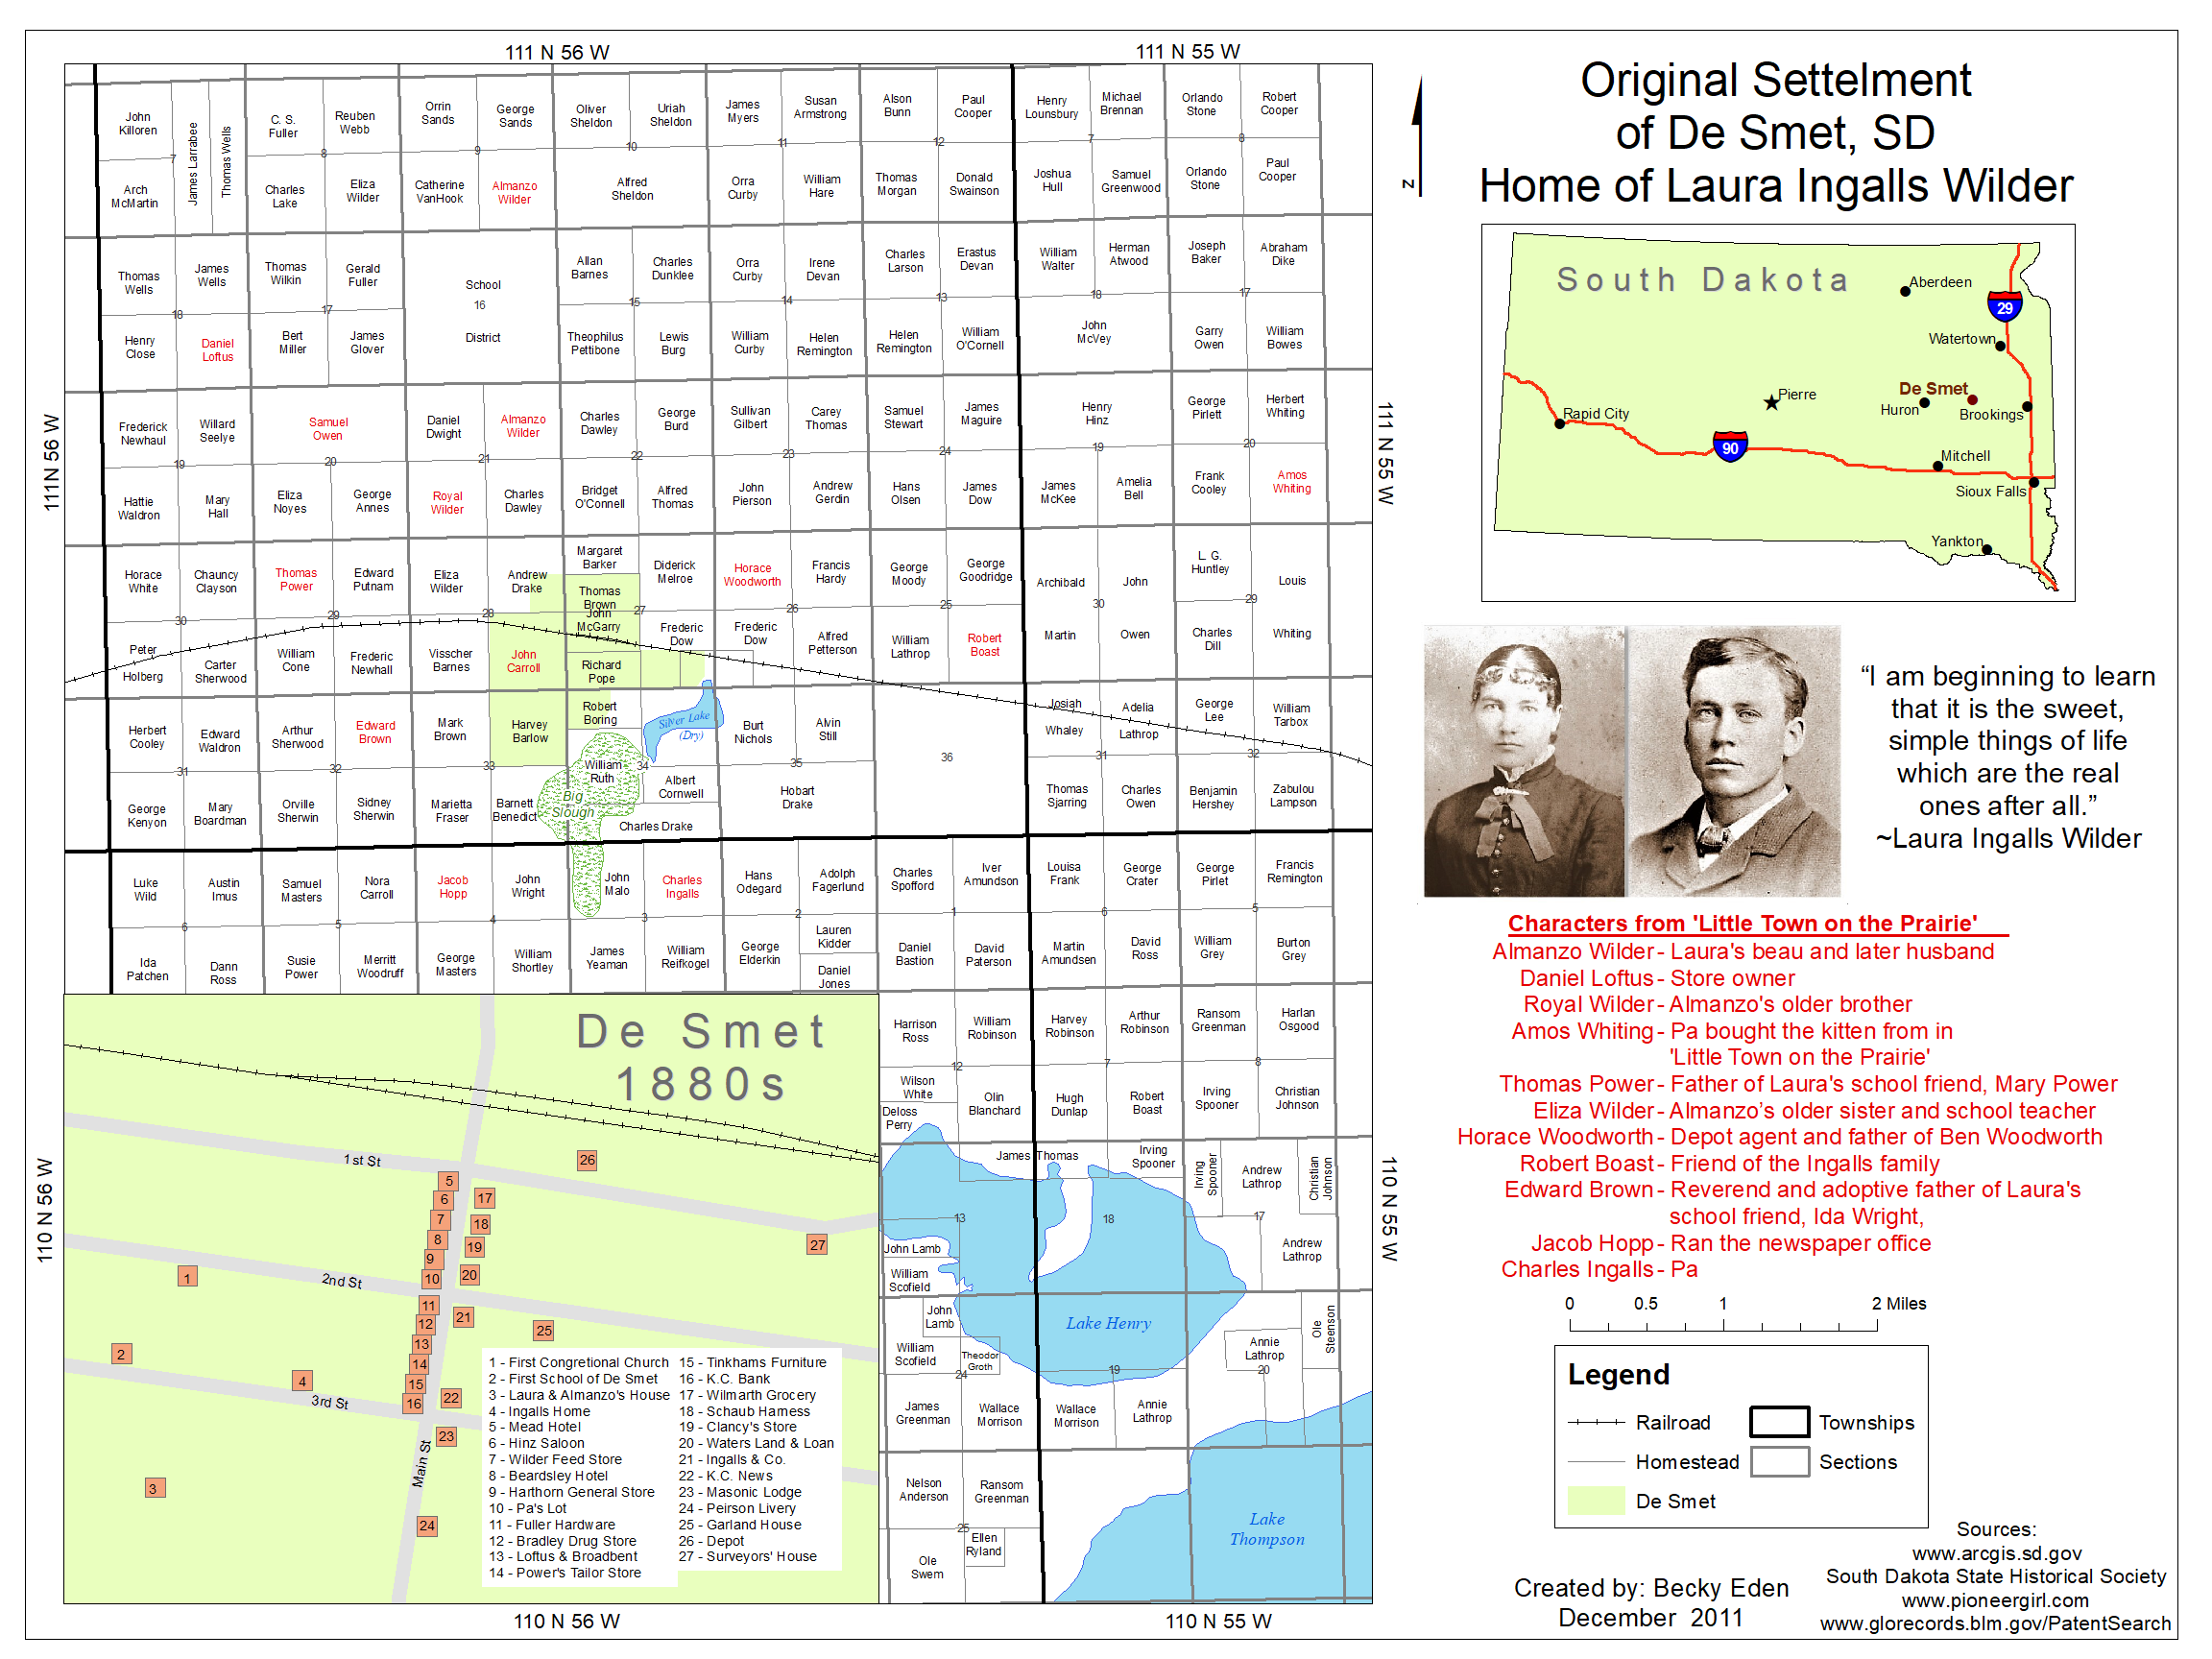 Original Settelment
of De Smet, SD
Home of Laura Ingalls Wilder
111 N 56 W
111 N 55 W
111N 56 W
111 N 55 W
110 N 56 W
110 N 55 W
110 N 56 W
110 N 55 W
z
John
Killoren
James Larrabee
Thomas Wells
C. S.
Fuller
Reuben
Webb
Orrin
Sands
George
Sands
Oliver
Sheldon
Uriah
Sheldon
James
Myers
Susan
Armstrong
Alson
Bunn
Paul
Cooper
Henry
Lounsbury
Michael
Brennan
Orlando
Stone
Robert
Cooper
7
8
9
10
11
12
7
8
Arch
McMartin
Charles
Lake
Eliza
Wilder
Catherine
VanHook
Almanzo
Wilder
Alfred
Sheldon
Orra
Curby
William
Hare
Thomas
Morgan
Donald
Swainson
Joshua
Hull
Samuel
Greenwood
Orlando
Stone
Paul
Cooper
Thomas
Wells
James
Wells
Thomas
Wilkin
Gerald
Fuller
School
16
District
Allan
Barnes
Charles
Dunklee
Orra
Curby
Irene
Devan
Charles
Larson
Erastus
Devan
William
Walter
Herman
Atwood
Joseph
Baker
Abraham
Dike
18
17
15
14
13
18
17
Henry
Close
Daniel
Loftus
Bert
Miller
James
Glover
Theophilus
Pettibone
Lewis
Burg
William
Curby
Helen
Remington
Helen
Remington
William
O'Cornell
John
McVey
Garry
Owen
William
Bowes
Frederick
Newhaul
Willard
Seelye
Samuel
Owen
Daniel
Dwight
Almanzo
Wilder
Charles
Dawley
George
Burd
Sullivan
Gilbert
Carey
Thomas
Samuel
Stewart
James
Maguire
Henry
Hinz
George
Pirlett
Herbert
Whiting
19
20
21
22
23
24
19
20
Hattie
Waldron
Mary
Hall
Eliza
Noyes
George
Annes
Royal
Wilder
Charles
Dawley
Bridget
O'Connell
Alfred
Thomas
John
Pierson
Andrew
Gerdin
Hans
Olsen
James
Dow
James
McKee
Amelia
Bell
Frank
Cooley
Amos
Whiting
Horace
White
Chauncy
Clayson
Thomas
Power
Edward
Putnam
Eliza
Wilder
Andrew
Drake
Margaret
Barker
Thomas
Brown
John
McGarry
Diderick
Melroe
Horace
Woodworth
Francis
Hardy
George
Moody
George
Goodridge
Archibald
Martin
John
Owen
L. G.
Huntley
Louis
Whiting
30
29
28
27
26
25
30
29
Peter
Holberg
Carter
Sherwood
William
Cone
Frederic
Newhall
Visscher
Barnes
John
Carroll
Richard
Pope
Frederic
Dow
Frederic
Dow
Alfred
Petterson
William
Lathrop
Robert
Boast
Charles
Dill
Herbert
Cooley
Edward
Waldron
Arthur
Sherwood
Edward
Brown
Mark
Brown
Harvey
Barlow
Robert
Boring
Silver Lake
(Dry)
Burt
Nichols
Alvin
Still
Josiah
Whaley
Adelia
Lathrop
George
Lee
William
Tarbox
31
32
33
34
35
36
31
32
George
Kenyon
Mary
Boardman
Orville
Sherwin
Sidney
Sherwin
Marietta
Fraser
Barnett
Benedict
William
Ruth
Big
Slough
Albert
Cornwell
Charles Drake
Hobart
Drake
Thomas
Sjarring
Charles
Owen
Benjamin
Hershey
Zabulou
Lampson
Luke
Wild
Austin
Imus
Samuel
Masters
Nora
Carroll
Jacob
Hopp
John
Wright
John
Malo
Charles
Ingalls
Hans
Odegard
Adolph
Fagerlund
Charles
Spofford
Iver
Amundson
Louisa
Frank
George
Crater
George
Pirlet
Francis
Remington
6
5
4
3
2
1
6
5
Ida
Patchen
Dann
Ross
Susie
Power
Merritt
Woodruff
George
Masters
William
Shortley
James
Yeaman
William
Reifkogel
George
Elderkin
Lauren
Kidder
Daniel
Jones
Daniel
Bastion
David
Paterson
Martin
Amundsen
David
Ross
William
Grey
Burton
Grey
Harrison
Ross
William
Robinson
Harvey
Robinson
Arthur
Robinson
Ransom
Greenman
Harlan
Osgood
12
7
8
Wilson
White
Deloss
Perry
Olin
Blanchard
Hugh
Dunlap
Robert
Boast
Irving
Spooner
Christian
Johnson
James Thomas
Irving
Spooner
Irving
Spooner
Andrew
Lathrop
Christian
Johnson
13
18
17
John Lamb
William
Scofield
Andrew
Lathrop
John
Lamb
William
Scofield
Theodor
Groth
Lake Henry
Annie
Lathrop
Ole
Steenson
24
19
20
James
Greenman
Wallace
Morrison
Wallace
Morrison
Annie
Lathrop
Nelson
Anderson
Ransom
Greenman
25
Ellen
Ryland
Ole
Swem
Lake
Thompson
De Smet
1880s
1st St
2nd St
3rd St
Main St
1
2
3
4
5
6
7
8
9
10
11
12
13
14
15
16
17
18
19
20
21
22
23
24
25
26
27
1 - First Congretional Church
2 - First School of De Smet
3 - Laura & Almanzo's House
4 - Ingalls Home
5 - Mead Hotel
6 - Hinz Saloon
7 - Wilder Feed Store
8 - Beardsley Hotel
9 - Harthorn General Store
10 - Pa's Lot
11 - Fuller Hardware
12 - Bradley Drug Store
13 - Loftus & Broadbent
14 - Power's Tailor Store
15 - Tinkhams Furniture
16 - K.C. Bank
17 - Wilmarth Grocery
18 - Schaub Harness
19 - Clancy's Store
20 - Waters Land & Loan
21 - Ingalls & Co.
22 - K.C. News
23 - Masonic Lodge
24 - Peirson Livery
25 - Garland House
26 - Depot
27 - Surveyors' House
South Dakota
Aberdeen
29
Watertown
De Smet
Pierre
Huron
Brookings
Rapid City
90
Mitchell
Sioux Falls
Yankton
“I am beginning to learn
that it is the sweet,
simple things of life
which are the real
ones after all.”
~Laura Ingalls Wilder
Characters from 'Little Town on the Prairie'
Almanzo Wilder - Laura's beau and later husband
Daniel Loftus - Store owner
Royal Wilder - Almanzo's older brother
Amos Whiting - Pa bought the kitten from in
'Little Town on the Prairie'
Thomas Power - Father of Laura's school friend, Mary Power
Eliza Wilder - Almanzo’s older sister and school teacher
Horace Woodworth - Depot agent and father of Ben Woodworth
Robert Boast - Friend of the Ingalls family
Edward Brown - Reverend and adoptive father of Laura's
school friend, Ida Wright,
Jacob Hopp - Ran the newspaper office
Charles Ingalls - Pa
0 0.5 1 2 Miles
Legend
Railroad
Homestead
De Smet
Townships
Sections
Created by: Becky Eden
December 2011
Sources:
www.arcgis.sd.gov
South Dakota State Historical Society
www.pioneergirl.com
www.glorecords.blm.gov/PatentSearch